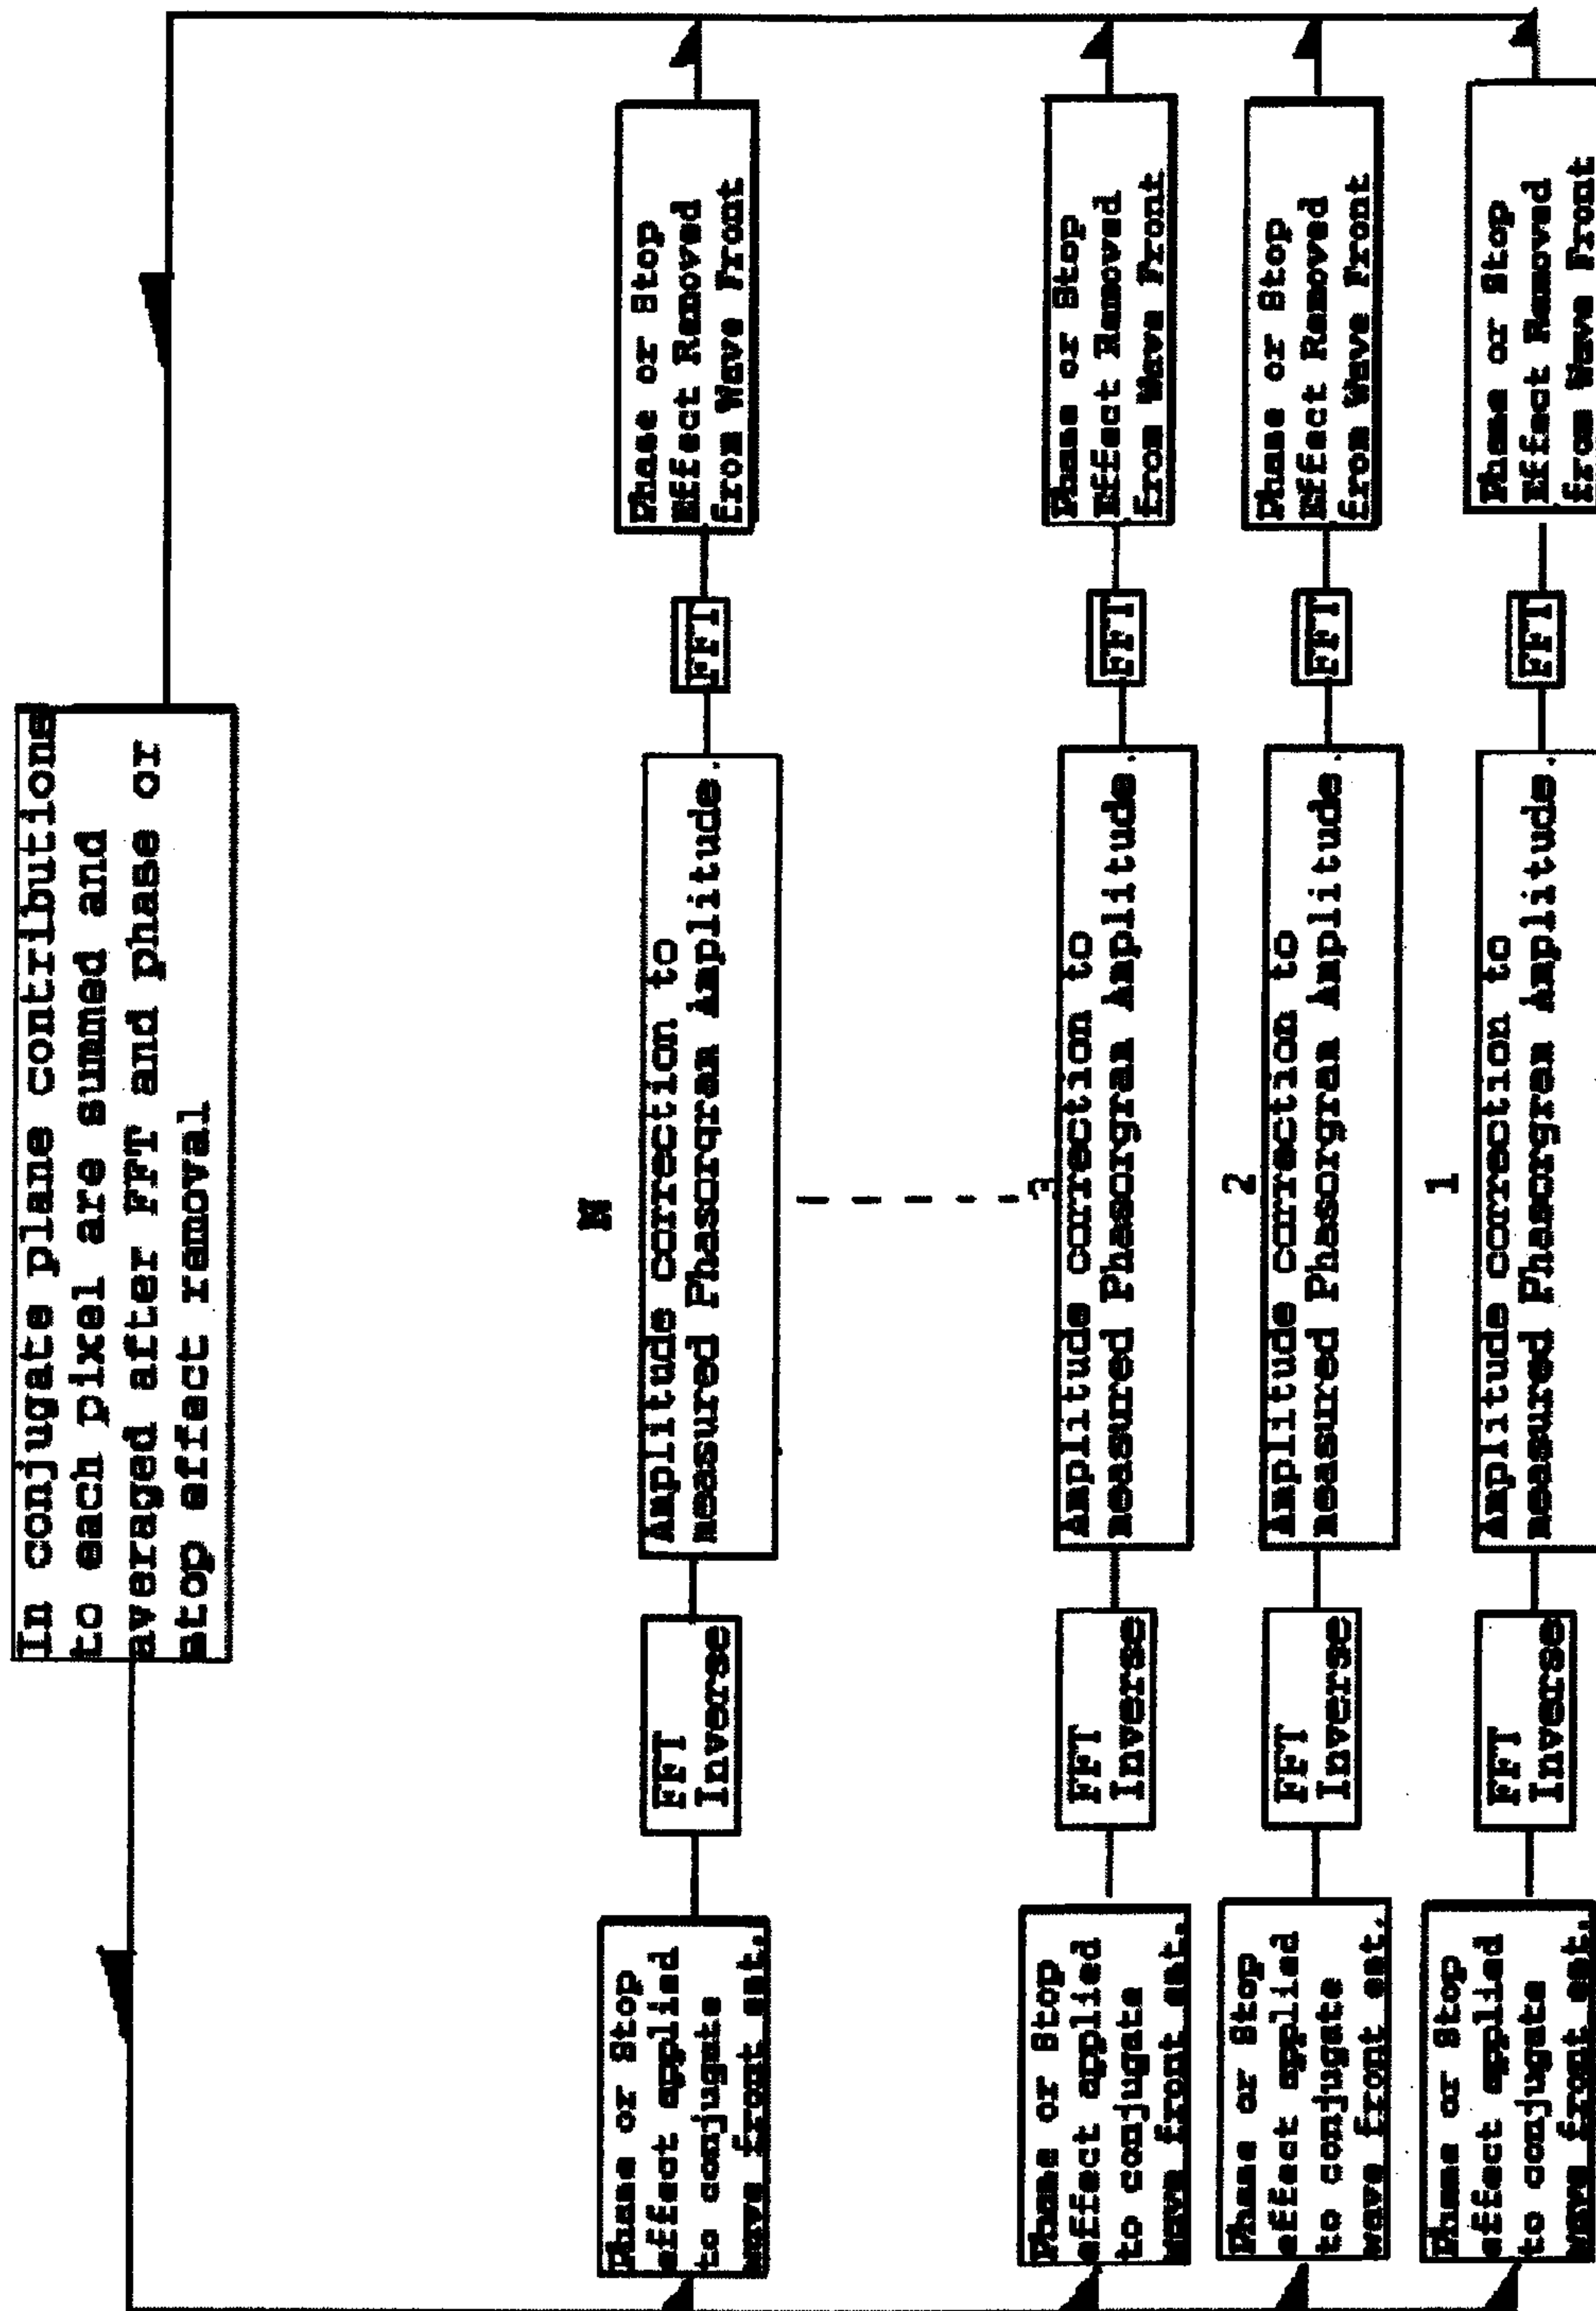 In conjugate plane contributions
to each pixel are summed and
averaged after FFT and phase or
stop effect removal
Phase or Stop
effect applied
to conjugate
wave front est.
FFT
Inverse
Amplitude correction to
measured Phasorgram Amplitude.
FFT
Phase or Stop
Effect Removed
from Wave Front
3
Phase or Stop
effect applied
to conjugate
wave front est.
FFT
Inverse
Amplitude correction to
measured Phasorgram Amplitude.
FFT
Phase or Stop
Effect Removed
from Wave Front
2
Phase or Stop
effect applied
to conjugate
wave front est.
FFT
Inverse
Amplitude correction to
measured Phasorgram Amplitude.
FFT
Phase or Stop
Effect Removed
from Wave Front
1
Phase or Stop
effect applied
to conjugate
wave front est.
FFT
Inverse
Amplitude correction to
measured Phasorgram Amplitude.
FFT
Phase or Stop
Effect Removed
from Wave Front